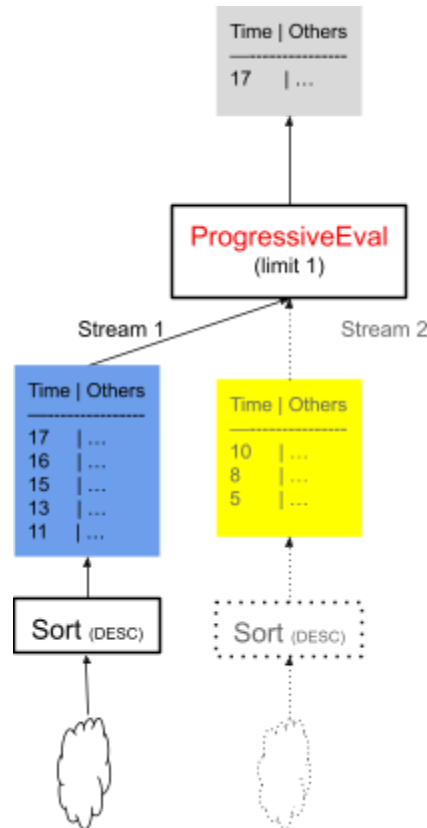 Time | Others
------------------
17 | ...
ProgressiveEval
(limit 1)
Stream 1
Stream 2
Time | Others
------------------
17 | ...
16 | ...
15 | ...
13 | ...
11 | ...
Time | Others
------------------
10 | ...
8 | ...
5 | ...
Sort (DESC)
Sort (DESC)